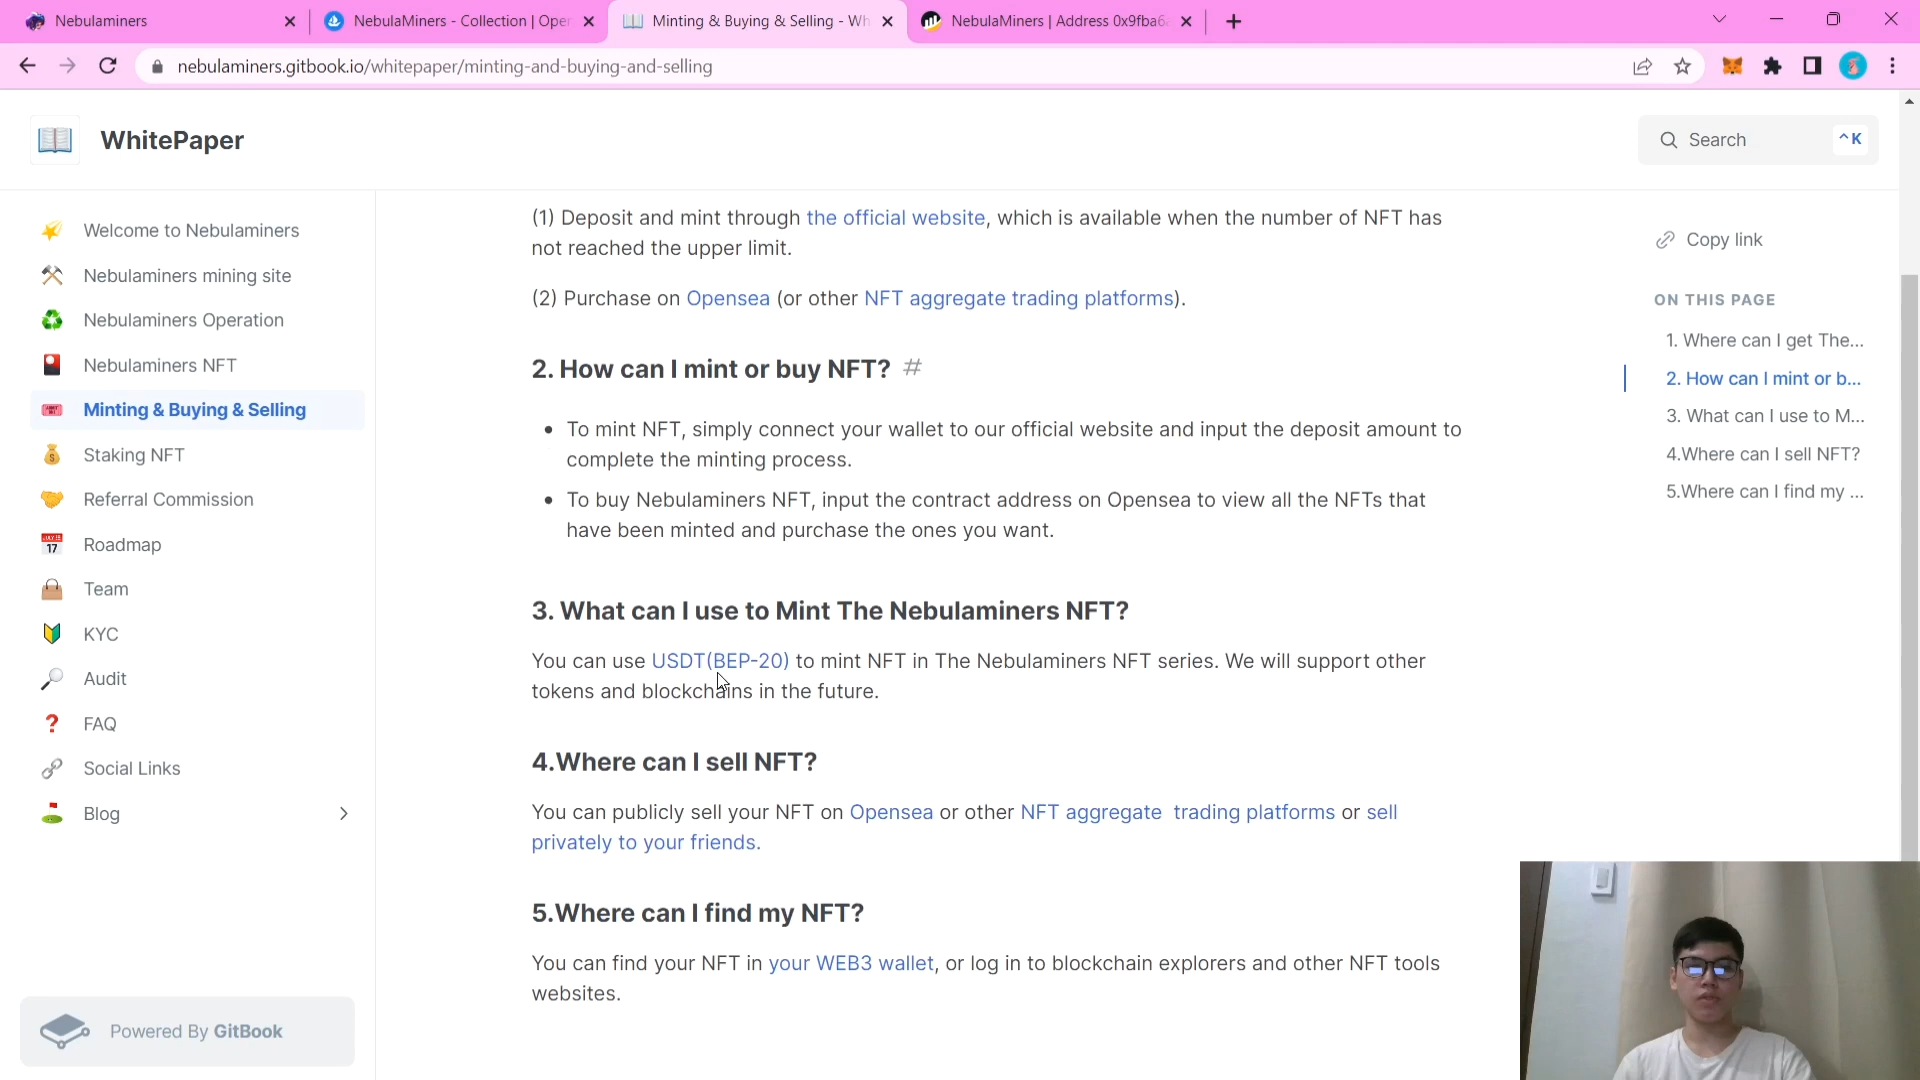 Nebulaminers
NebulaMiners - Collection | Oper
Minting & Buying & Selling - Wh
NebulaMiners | Address 0x9fba6
nebulaminers.gitbook.io/whitepaper/minting-and-buying-and-selling
WhitePaper
Search
^K
Welcome to Nebulaminers
Nebulaminers mining site
Nebulaminers Operation
Nebulaminers NFT
Minting & Buying & Selling
Staking NFT
Referral Commission
JULY
17
Roadmap
Team
KYC
Audit
FAQ
Social Links
Blog
Powered By GitBook
(1) Deposit and mint through the official website, which is available when the number of NFT has
not reached the upper limit.
(2) Purchase on Opensea (or other NFT aggregate trading platforms).
2. How can I mint or buy NFT? #
• To mint NFT, simply connect your wallet to our official website and input the deposit amount to
complete the minting process.
• To buy Nebulaminers NFT, input the contract address on Opensea to view all the NFTs that
have been minted and purchase the ones you want.
3. What can I use to Mint The Nebulaminers NFT?
You can use USDT(BEP-20) to mint NFT in The Nebulaminers NFT series. We will support other
tokens and blockchains in the future.
4.Where can I sell NFT?
You can publicly sell your NFT on Opensea or other NFT aggregate trading platforms or sell
privately to your friends.
5.Where can I find my NFT?
You can find your NFT in your WEB3 wallet, or log in to blockchain explorers and other NFT tools
websites.
Copy link
ON THIS PAGE
1. Where can I get The...
2. How can I mint or b...
3. What can I use to M...
4.Where can I sell NFT?
5.Where can I find my ...